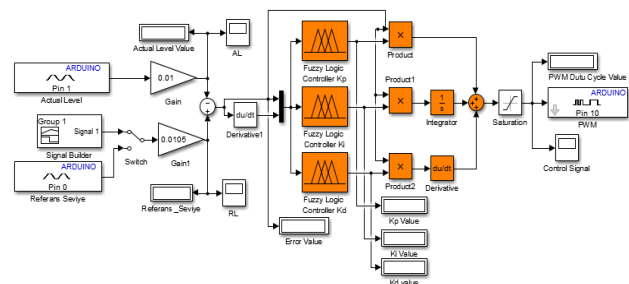 ARDUINO
Pin 1
Actual Level
Actual Level Value
AL
0.01
Gain
Group 1
Signal 1
Signal Builder
Switch
0.0105
Gain1
ARDUINO
Pin 0
Referans Seviye
Referans _Seviye
RL
du/dt
Derivative1
Fuzzy Logic
Controller Kp
Fuzzy Logic
Controller Ki
Fuzzy Logic
Controller Kd
Error Value
×
Product
Product1
×
1
s
Integrator
×
Product2
du/dt
Derivative
Kp Value
Ki Value
Kd value
Saturation
PWM Dutu Cycle Value
ARDUINO
Pin 10
PWM
Control Signal